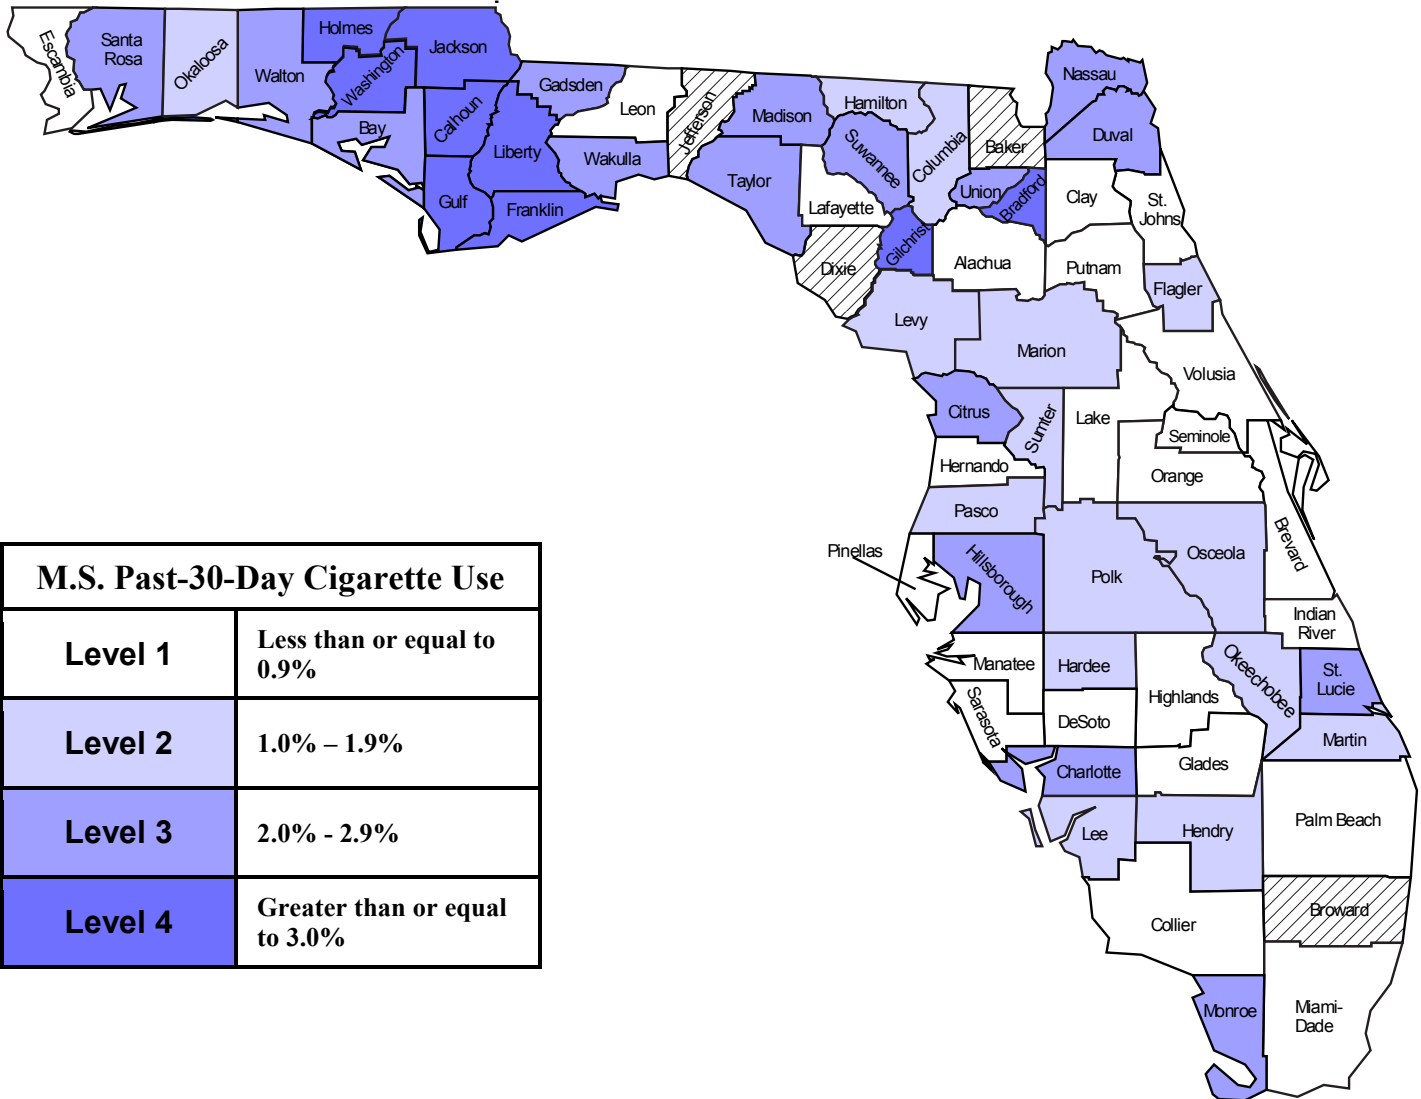 Escambia
Santa
Rosa
Okaloosa
Walton
Holmes
Washington
Jackson
Bay
Calhoun
Gulf
Liberty
Franklin
Gadsden
Leon
Wakulla
Jefferson
Madison
Taylor
Hamilton
Suwannee
Lafayette
Dixie
Columbia
Gilchrist
Baker
Union
Bradford
Alachua
Nassau
Duval
Clay
St.
Johns
Putnam
Flagler
Levy
Marion
Volusia
Citrus
Sumter
Lake
Seminole
Orange
Hernando
Pasco
Pinellas
Hillsborough
Polk
Osceola
Brevard
Indian
River
Manatee
Hardee
Highlands
Okeechobee
St.
Lucie
Sarasota
DeSoto
Martin
Charlotte
Glades
Lee
Hendry
Palm Beach
Collier
Broward
Monroe
Miami-
Dade
M.S. Past-30-Day Cigarette Use
Level 1
Less than or equal to
0.9%
Level 2
1.0% – 1.9%
Level 3
2.0% - 2.9%
Level 4
Greater than or equal
to 3.0%